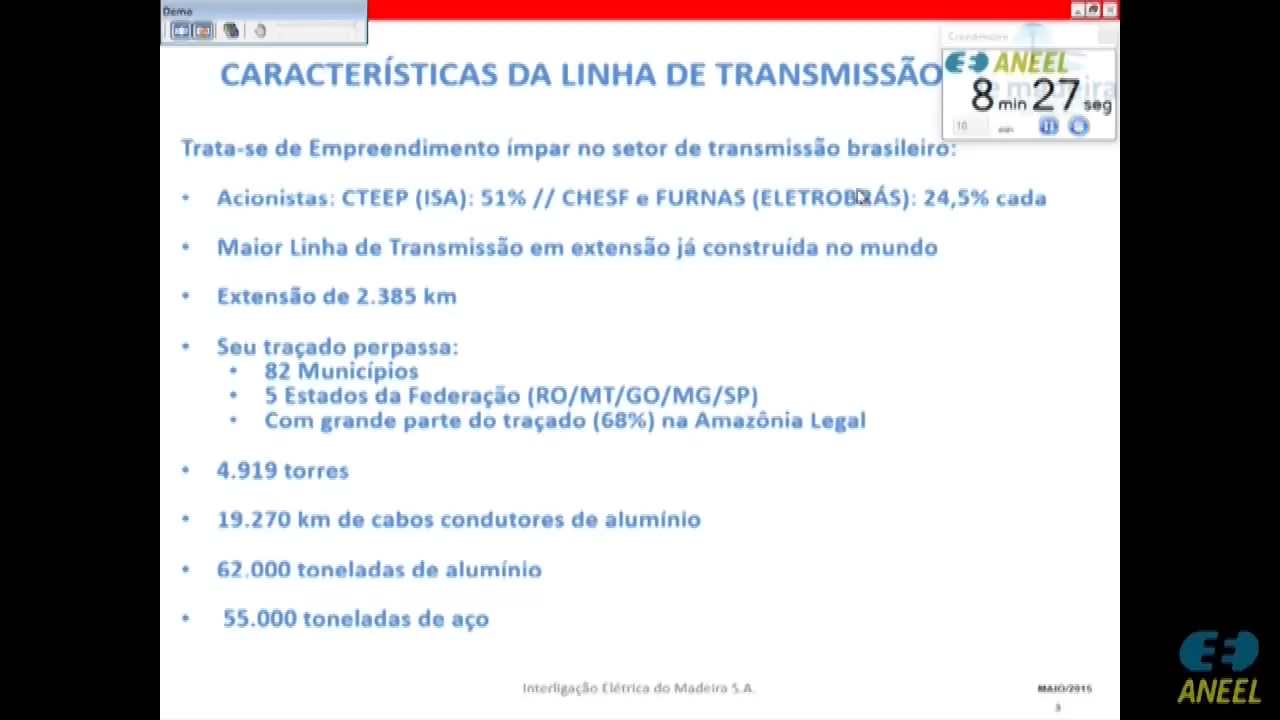 Demo
Cronômetro
ANEEL
8 min 27 seg
10
min
CARACTERÍSTICAS DA LINHA DE TRANSMISSÃO
Trata-se de Empreendimento ímpar no setor de transmissão brasileiro:
• Acionistas: CTEEP (ISA): 51% // CHESF e FURNAS (ELETROBRÁS): 24,5% cada
• Maior Linha de Transmissão em extensão já construída no mundo
• Extensão de 2.385 km
• Seu traçado perpassa:
• 82 Municípios
• 5 Estados da Federação (RO/MT/GO/MG/SP)
• Com grande parte do traçado (68%) na Amazônia Legal
• 4.919 torres
• 19.270 km de cabos condutores de alumínio
• 62.000 toneladas de alumínio
• 55.000 toneladas de aço
Interligação Elétrica do Madeira S.A.
MAIO/2015
3
ANEEL